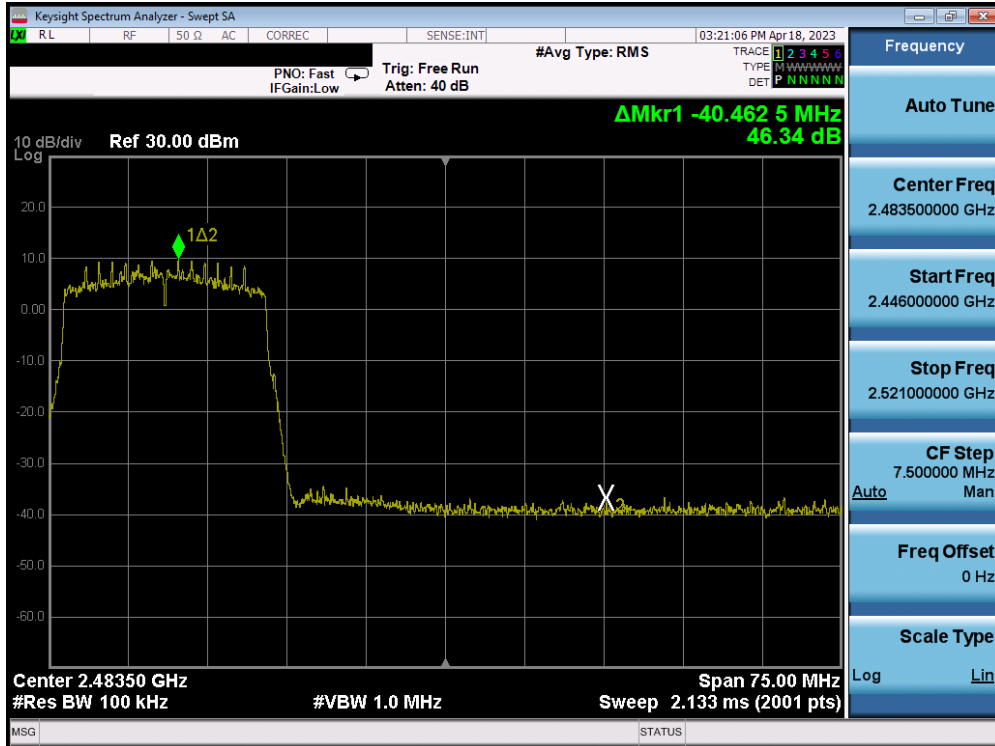 Keysight Spectrum Analyzer - Swept SA
LXI RL RF 50 Ω AC CORREC SENSE:INT 03:21:06 PM Apr 18, 2023
#Avg Type: RMS
TRACE 1 2 3 4 5 6
TYPE M WWWWW
DET P N N N N N
PNO: Fast
IFGain:Low
Trig: Free Run
Atten: 40 dB
ΔMkr1 -40.462 5 MHz
46.34 dB
10 dB/div Ref 30.00 dBm
Log
20.0
10.0
0.00
-10.0
-20.0
-30.0
-40.0
-50.0
-60.0
1Δ2
X2
Center 2.48350 GHz Span 75.00 MHz
#Res BW 100 kHz #VBW 1.0 MHz Sweep 2.133 ms (2001 pts)
MSG STATUS
Frequency
Auto Tune
Center Freq
2.483500000 GHz
Start Freq
2.446000000 GHz
Stop Freq
2.521000000 GHz
CF Step
7.500000 MHz
Auto Man
Freq Offset
0 Hz
Scale Type
Log Lin